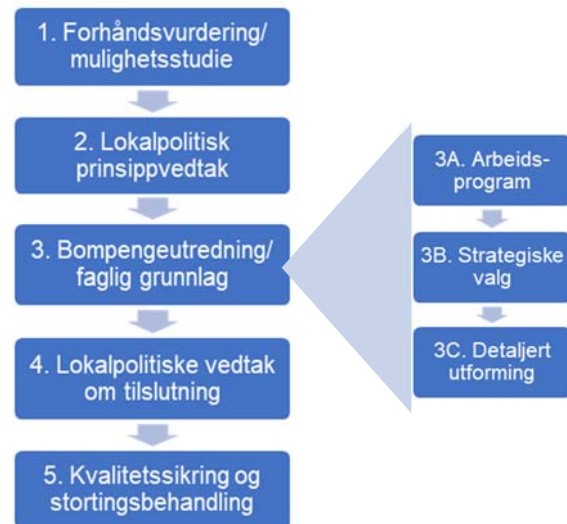 1. Forhåndsvurdering/
mulighetsstudie
2. Lokalpolitisk
prinsippvedtak
3. Bompengeutredning/
faglig grunnlag
4. Lokalpolitiske vedtak
om tilslutning
5. Kvalitetssikring og
stortingsbehandling
3A. Arbeids-
program
3B. Strategiske
valg
3C. Detaljert
utforming